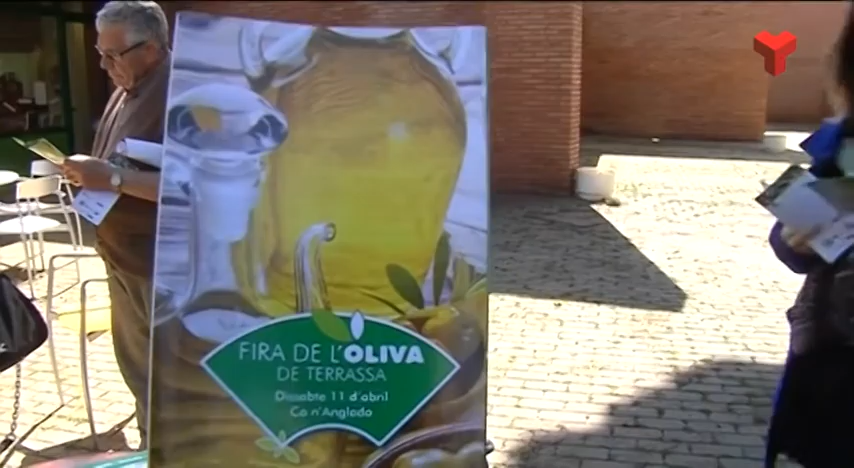 FIRA DE L'OLIVA
DE TERRASSA
Dissabte 11 d'abril
Ca n'Anglada